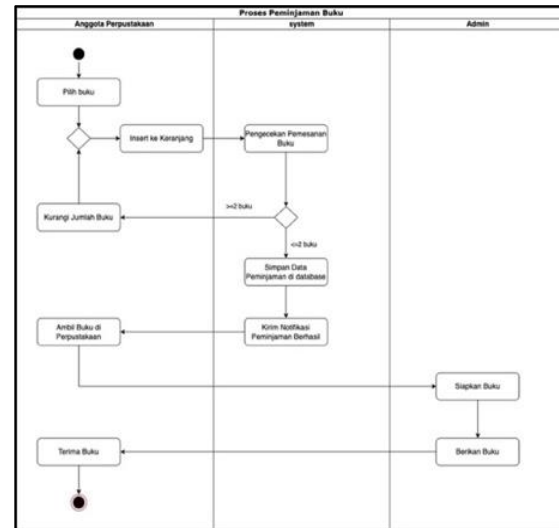 Proses Peminjaman Buku
Anggota Perpustakaan
system
Admin
Pilih buku
Insert ke Keranjang
Pengecekan Pemesanan
Buku
Kurangi Jumlah Buku
>=2 buku
<=2 buku
Simpan Data
Peminjaman di database
Ambil Buku di
Perpustakaan
Kirim Notifikasi
Peminjaman Berhasil
Siapkan Buku
Terima Buku
Berikan Buku